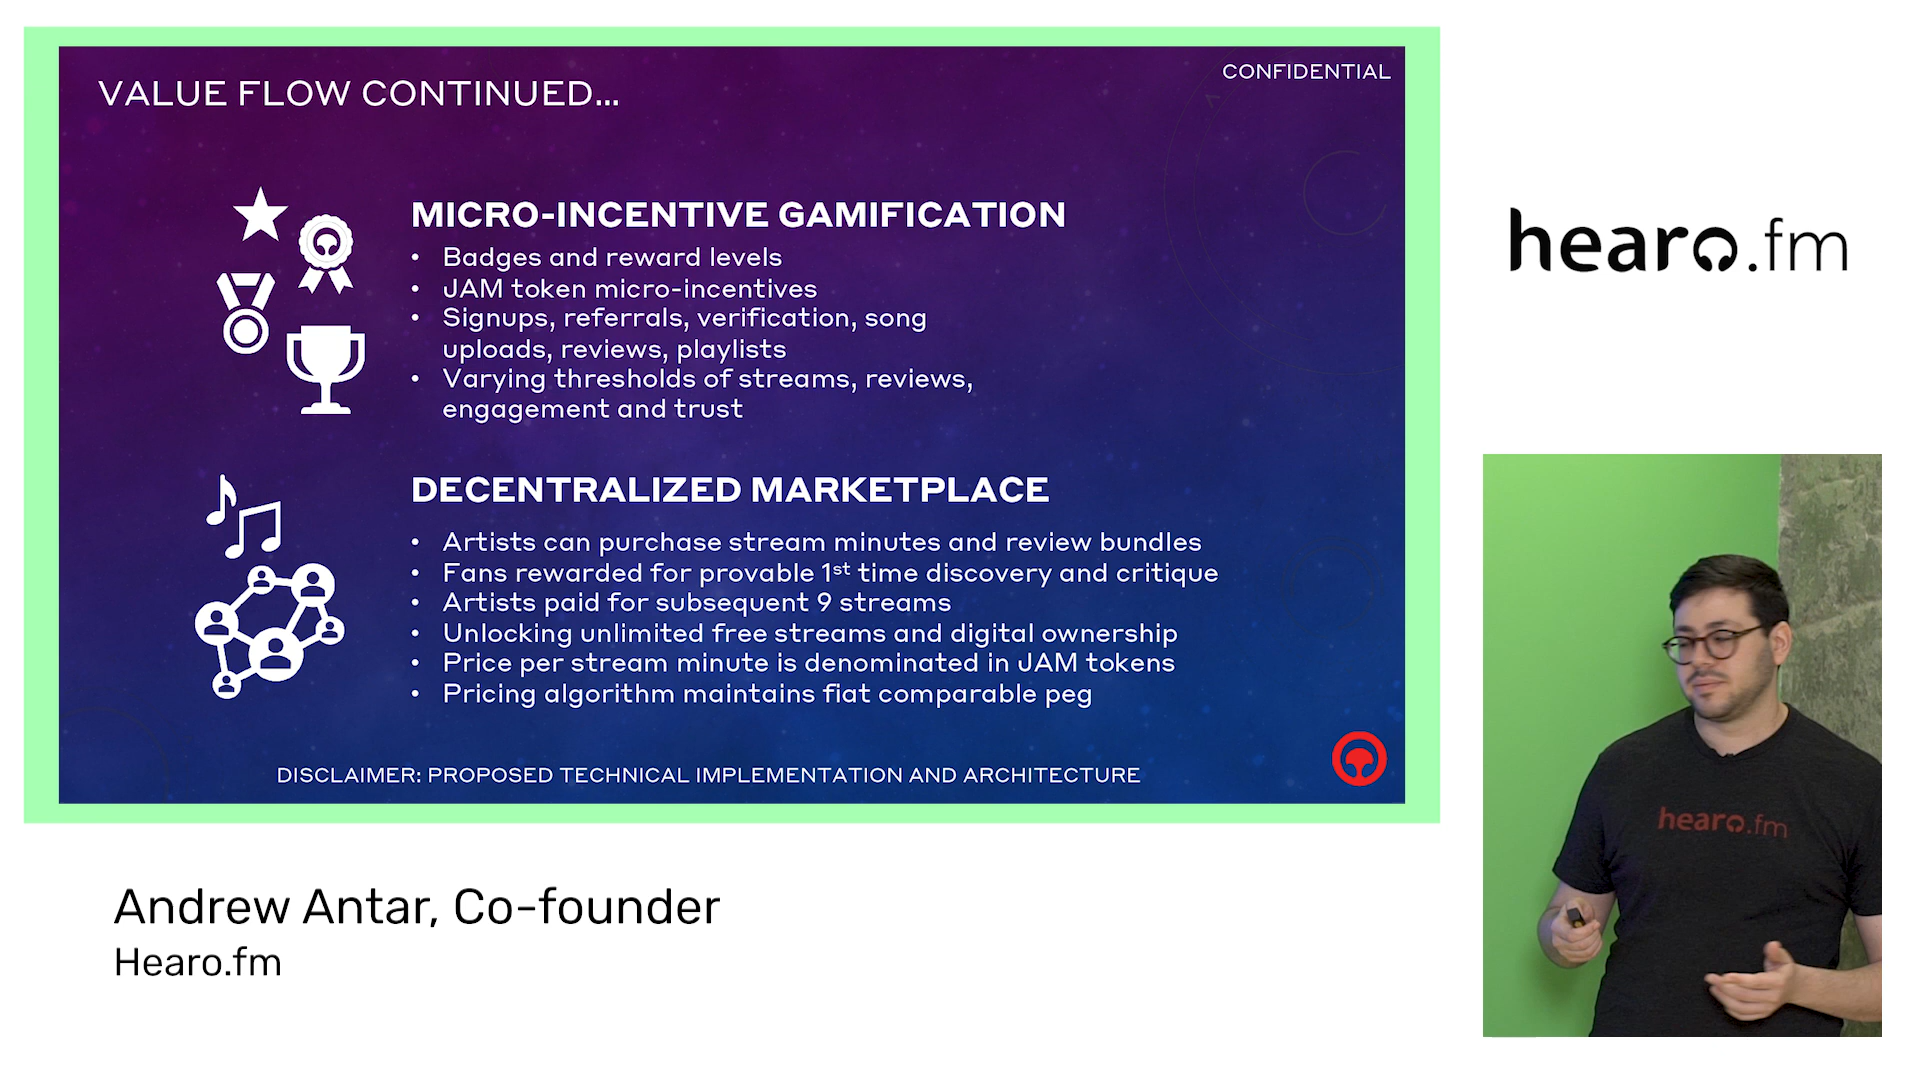 CONFIDENTIAL
VALUE FLOW CONTINUED...
MICRO-INCENTIVE GAMIFICATION
• Badges and reward levels
• JAM token micro-incentives
• Signups, referrals, verification, song
uploads, reviews, playlists
• Varying thresholds of streams, reviews,
engagement and trust
DECENTRALIZED MARKETPLACE
• Artists can purchase stream minutes and review bundles
• Fans rewarded for provable 1st time discovery and critique
• Artists paid for subsequent 9 streams
• Unlocking unlimited free streams and digital ownership
• Price per stream minute is denominated in JAM tokens
• Pricing algorithm maintains fiat comparable peg
DISCLAIMER: PROPOSED TECHNICAL IMPLEMENTATION AND ARCHITECTURE
hearo.fm
hearo.fm
Andrew Antar, Co-founder
Hearo.fm